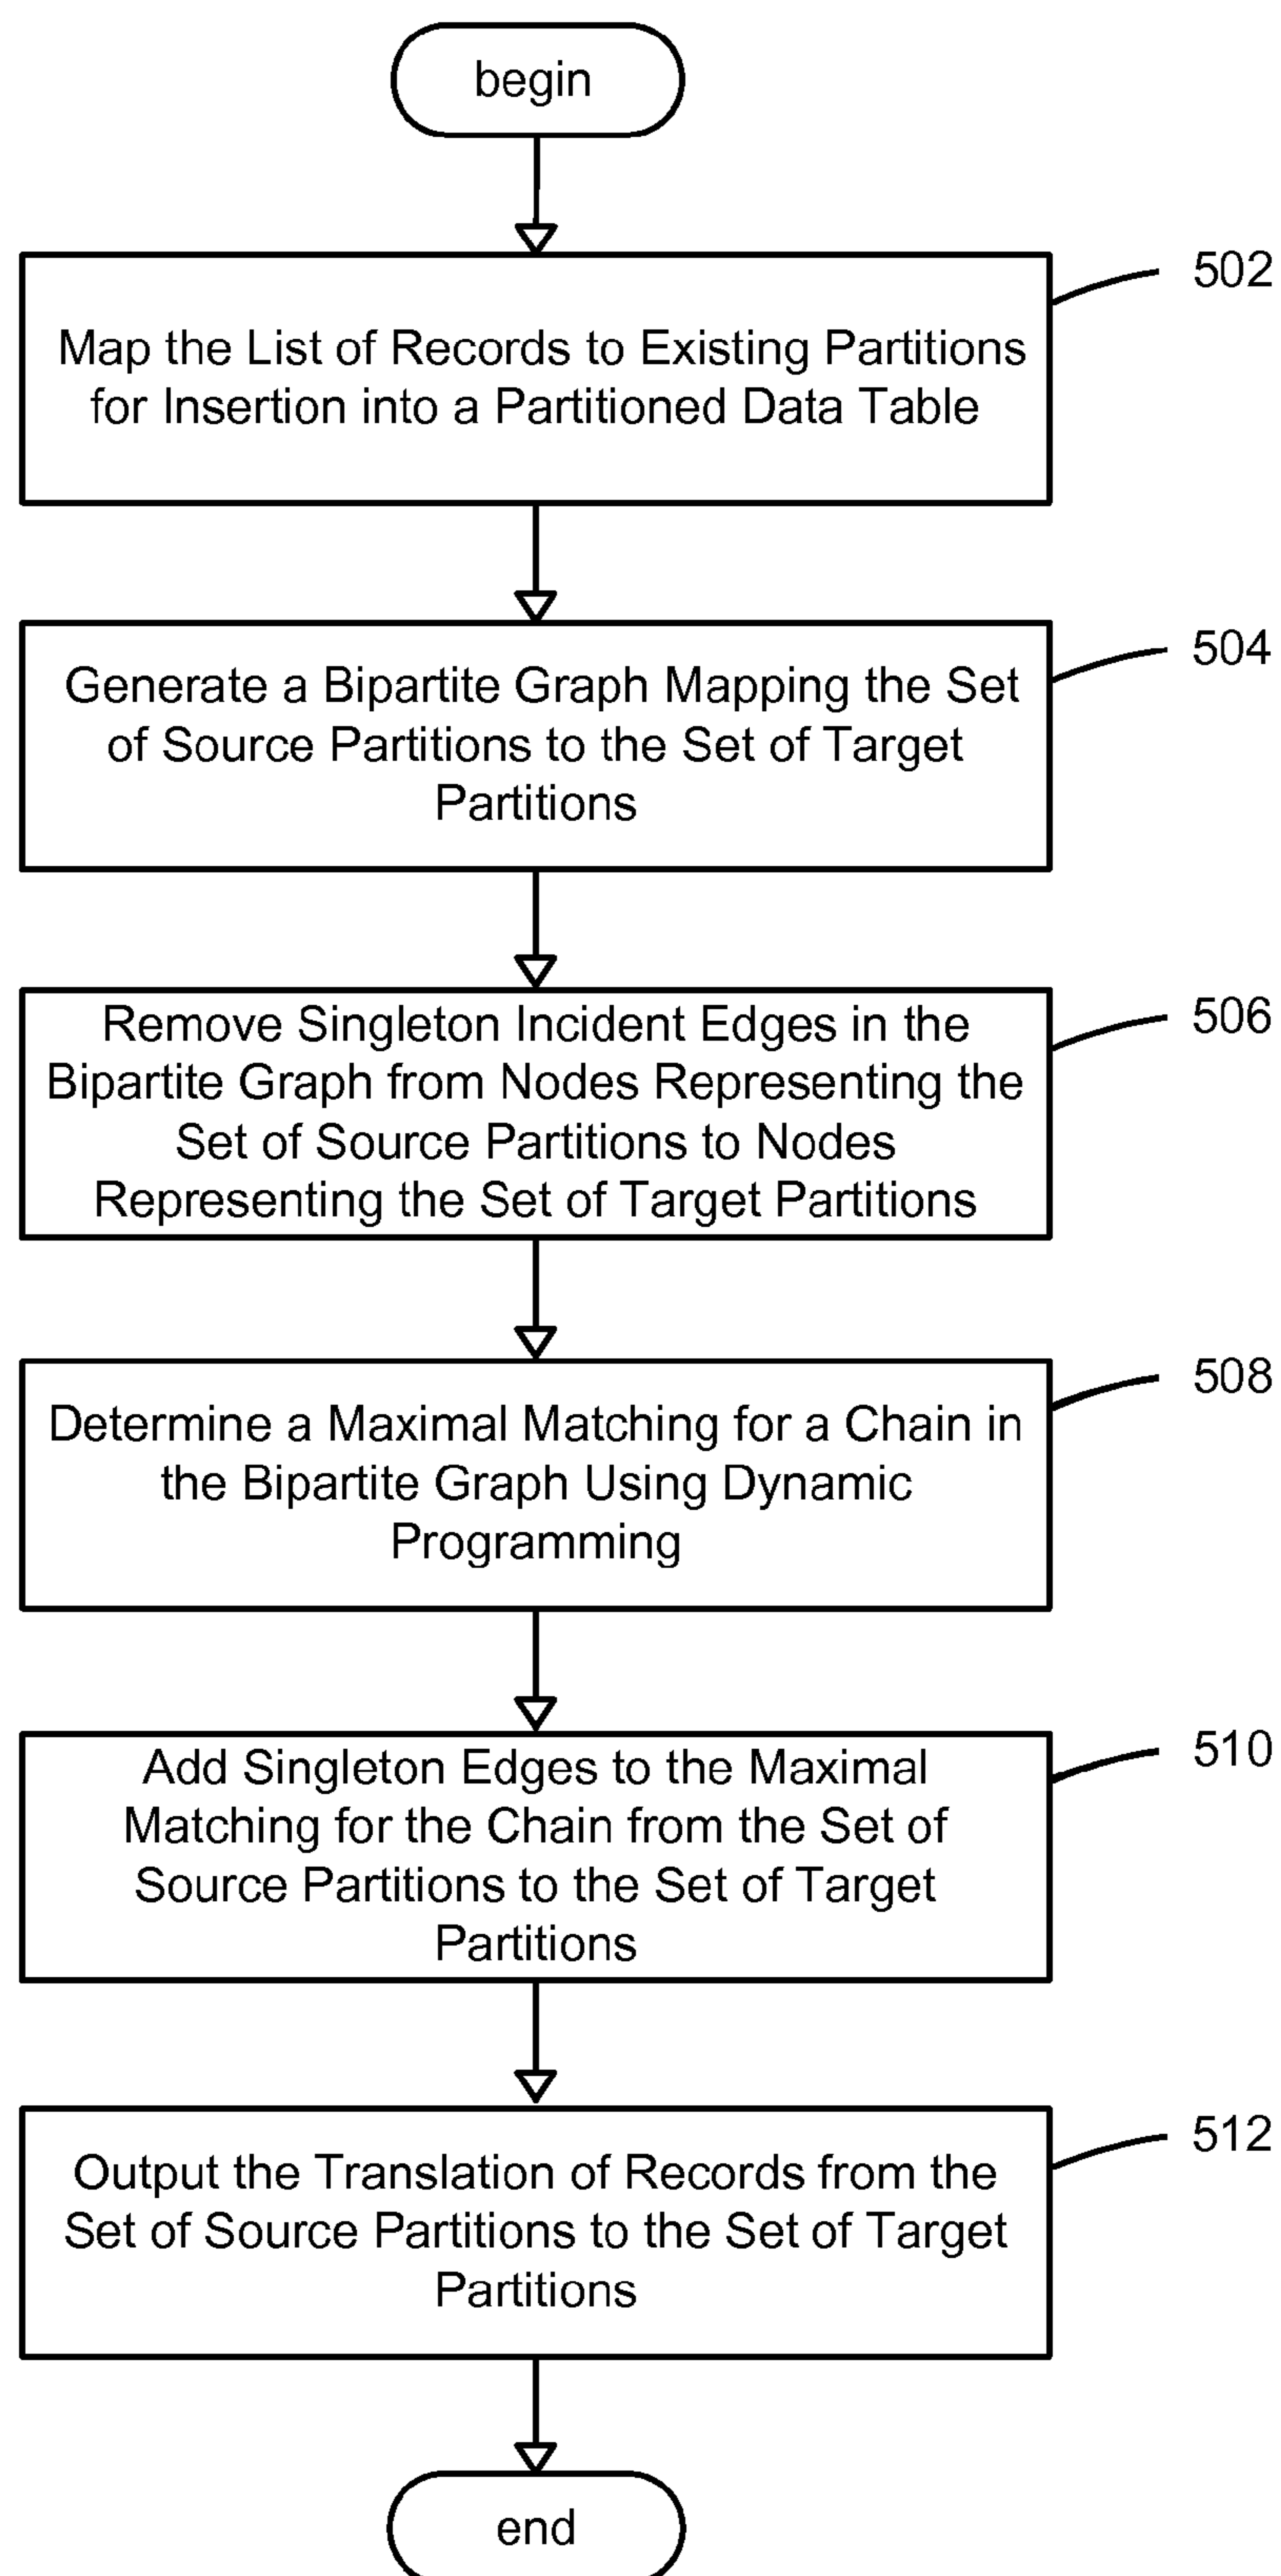 begin
502
Map the List of Records to Existing Partitions
for Insertion into a Partitioned Data Table
504
Generate a Bipartite Graph Mapping the Set
of Source Partitions to the Set of Target
Partitions
506
Remove Singleton Incident Edges in the
Bipartite Graph from Nodes Representing the
Set of Source Partitions to Nodes
Representing the Set of Target Partitions
508
Determine a Maximal Matching for a Chain in
the Bipartite Graph Using Dynamic
Programming
510
Add Singleton Edges to the Maximal
Matching for the Chain from the Set of
Source Partitions to the Set of Target
Partitions
512
Output the Translation of Records from the
Set of Source Partitions to the Set of Target
Partitions
end